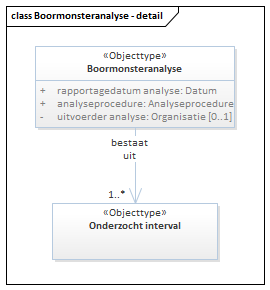 class Boormonsteranalyse - detail
«Objecttype»
Boormonsteranalyse
+ rapportagedatum analyse: Datum
+ analyseprocedure: Analyseprocedure
- uitvoerder analyse: Organisatie [0..1]
bestaat
uit
1..*
«Objecttype»
Onderzocht interval